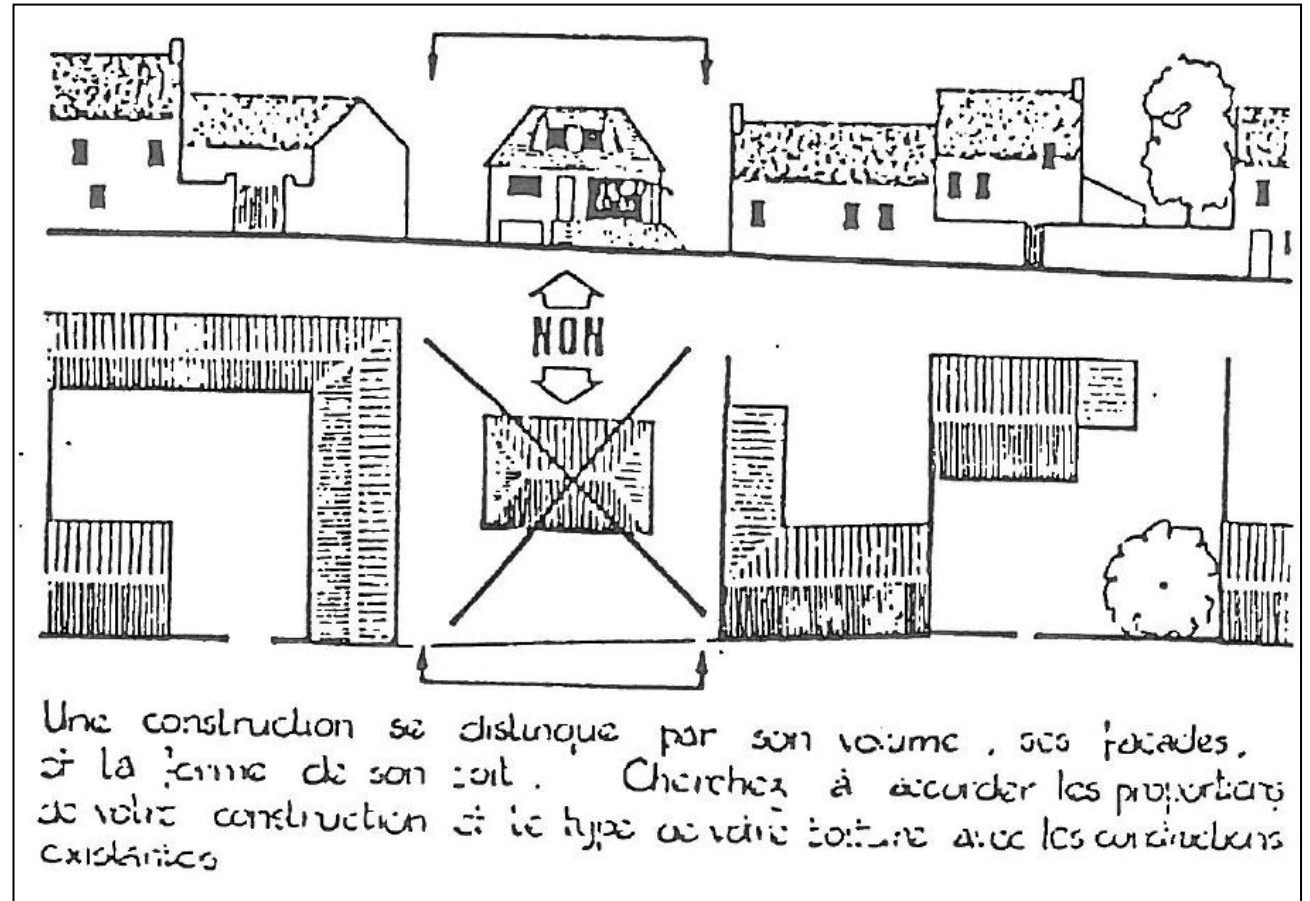 NON
Une construction se distingue par son volume, ses façades,
et la forme de son toit. Cherchez à accorder les proportions
de votre construction et le type de votre toiture avec les constructions
existantes